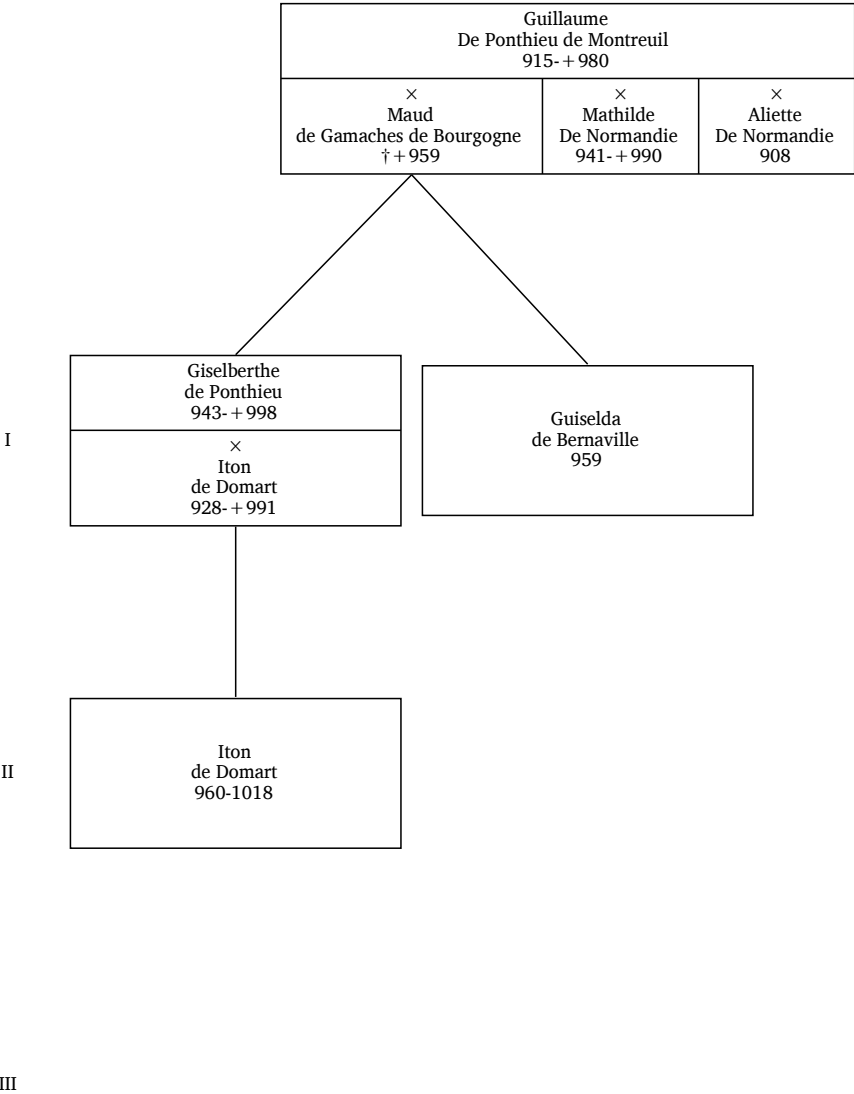 Guillaume
De Ponthieu de Montreuil
915-+980
×
Maud
de Gamaches de Bourgogne
†+959
×
Mathilde
De Normandie
941-+990
×
Aliette
De Normandie
908
Giselberthe
de Ponthieu
943-+998
×
Iton
de Domart
928-+991
Guiselda
de Bernaville
959
I
Iton
de Domart
960-1018
II
III